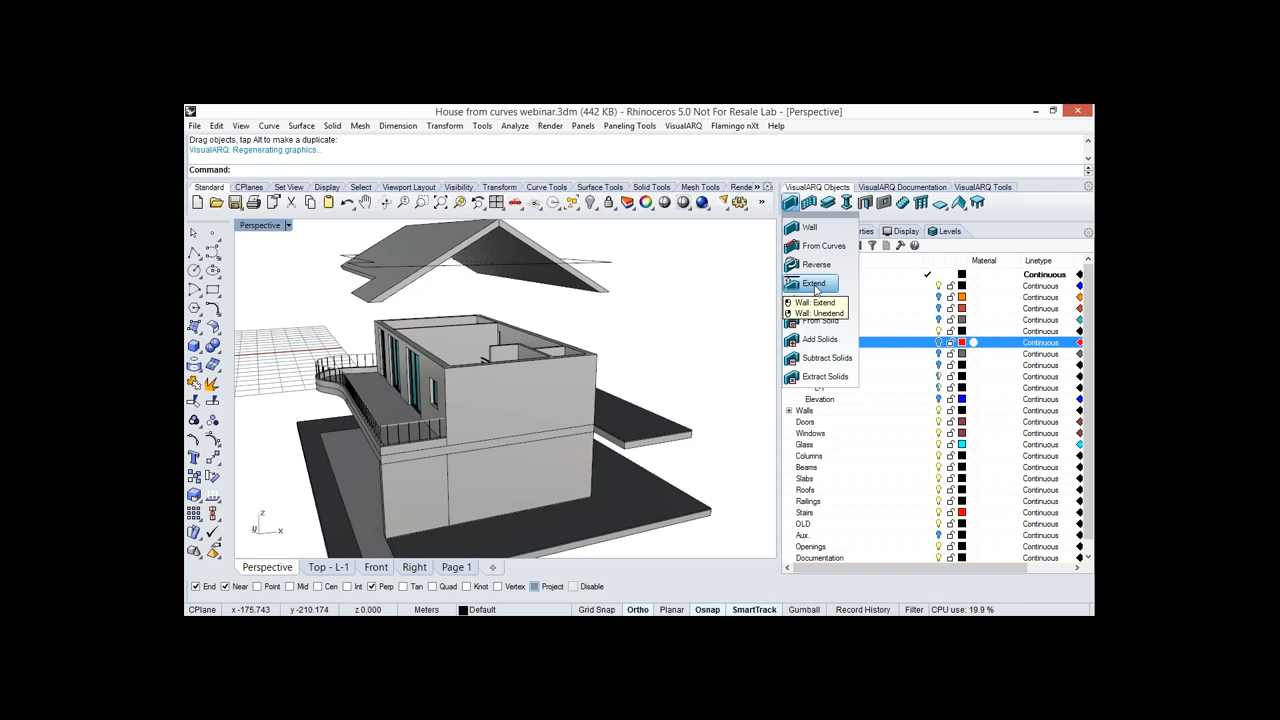 House from curves webinar.3dm (442 KB) - Rhinoceros 5.0 Not For Resale Lab - [Perspective]
File Edit View Curve Surface Solid Mesh Dimension Transform Tools Analyze Render Panels Paneling Tools VisualARQ Flamingo nXt Help
Drag objects, tap Alt to make a duplicate:
VisualARQ: Regenerating graphics...
Command:
Standard CPlanes Set View Display Select Viewport Layout Visibility Transform Curve Tools Surface Tools Solid Tools Mesh Tools Rende »
VisualARQ Objects VisualARQ Documentation VisualARQ Tools
Perspective
Wall
From Curves
Reverse
Extend
Wall: Extend
Wall: Unextend
From Solid
Add Solids
Subtract Solids
Extract Solids
rties Display Levels
Material Linetype
Continuous
Continuous
Continuous
Continuous
Continuous
Continuous
Continuous
Continuous
Continuous
Continuous
L-1 Continuous
Elevation Continuous
Walls Continuous
Doors Continuous
Windows Continuous
Glass Continuous
Columns Continuous
Beams Continuous
Slabs Continuous
Roofs Continuous
Railings Continuous
Stairs Continuous
OLD Continuous
Aux. Continuous
Openings Continuous
Documentation Continuous
z
y x
Perspective Top - L-1 Front Right Page 1
End Near Point Mid Cen Int Perp Tan Quad Knot Vertex Project Disable
CPlane x -175.743 y -210.174 z 0.000 Meters Default Grid Snap Ortho Planar Osnap SmartTrack Gumball Record History Filter CPU use: 19.9 %